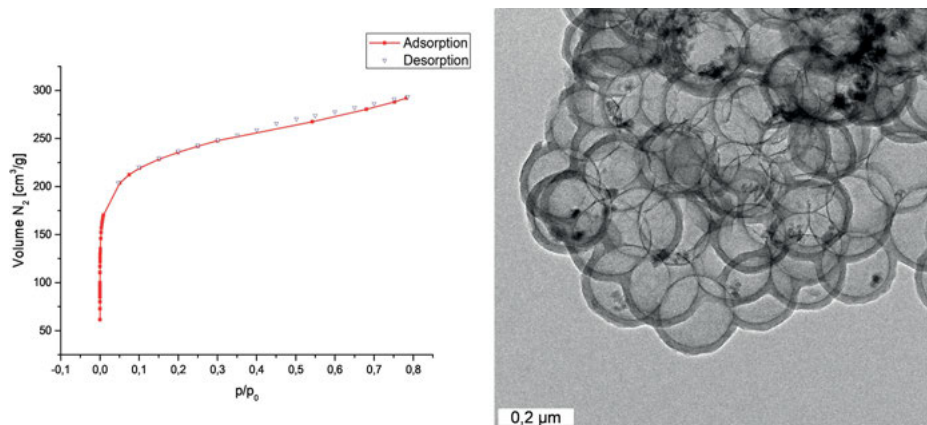 Adsorption
Desorption
Volume N₂ [cm³/g]
300
250
200
150
100
50
-0,1 0,0 0,1 0,2 0,3 0,4 0,5 0,6 0,7 0,8
p/p₀
0,2 µm